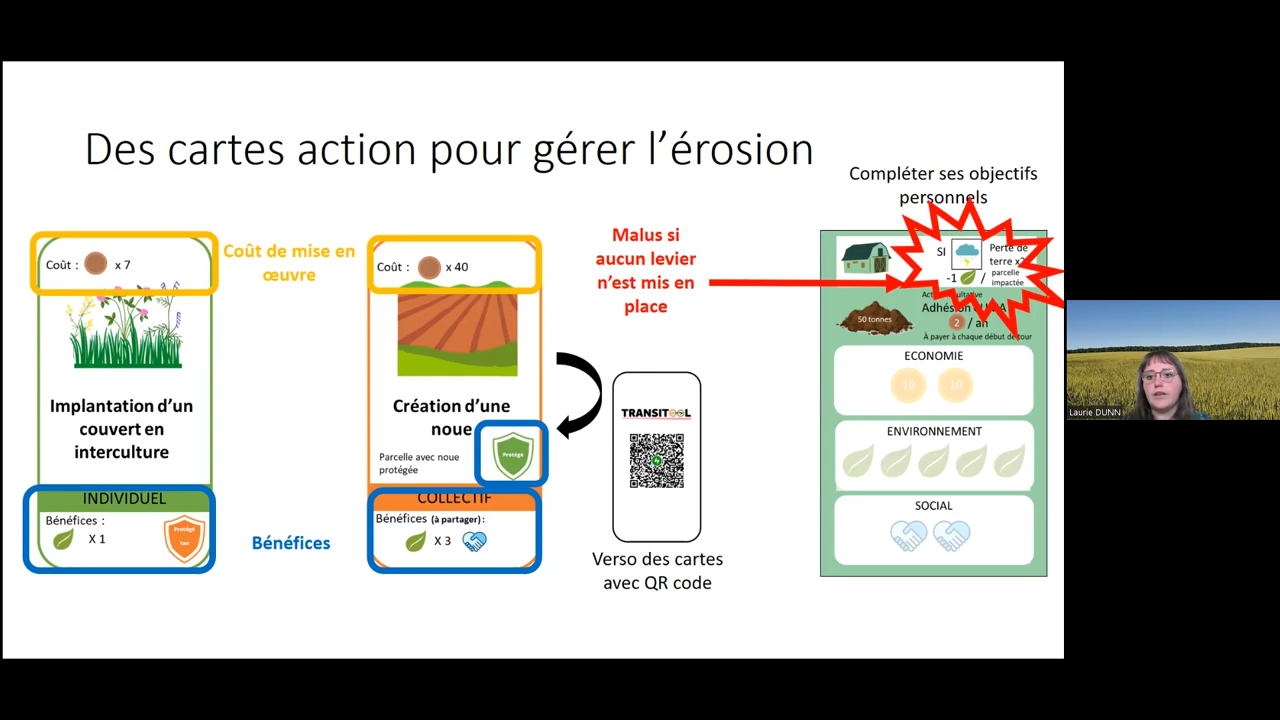 Des cartes action pour gérer l'érosion
Coût : x 7
Implantation d'un
couvert en
interculture
INDIVIDUEL
Bénéfices :
X 1
Protégé
1 an
Coût de mise en
œuvre
Bénéfices
Coût : x 40
Création d'une
noue
Parcelle avec noue
protégée
Protégé
COLLECTIF
Bénéfices (à partager) :
X 3
Malus si
aucun levier
n'est mis en
place
TRANSIT
Verso des cartes
avec QR code
Compléter ses objectifs
personnels
SI
Perte de
terre x2
-1 /
parcelle
impactée
50 tonnes
Adhésion
2 / an
À payer à chaque début de tour
ECONOMIE
10 10
ENVIRONNEMENT
SOCIAL
Laurie DUNN